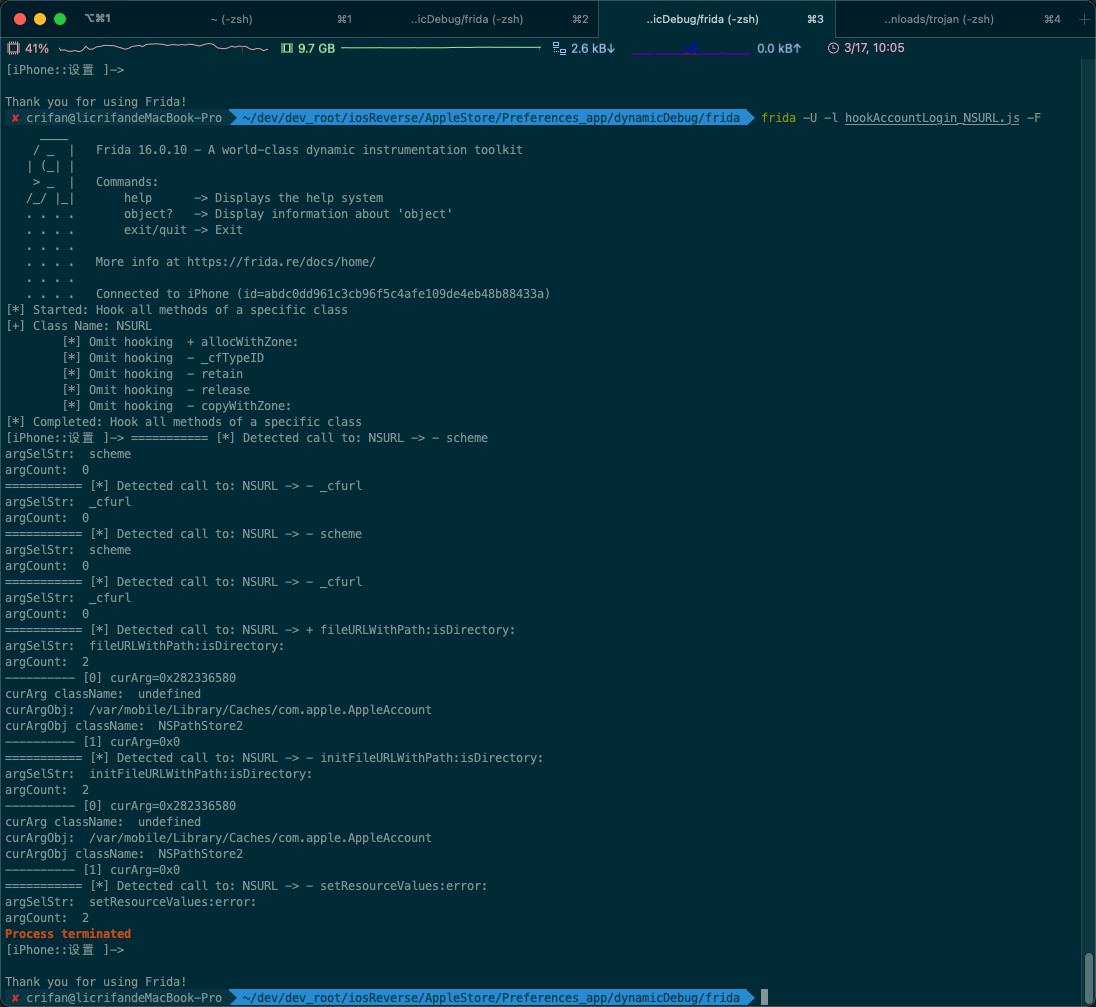 ⌥⌘1
~ (-zsh) ⌘1
..icDebug/frida (-zsh) ⌘2
..icDebug/frida (-zsh) ⌘3
..nloads/trojan (-zsh) ⌘4
41% 9.7 GB 2.6 kB↓ 0.0 kB↑ 3/17, 10:05
[iPhone::设置 ]->
Thank you for using Frida!
✘ crifan@licrifandeMacBook-Pro ~/dev/dev_root/iosReverse/AppleStore/Preferences_app/dynamicDebug/frida frida -U -l hookAccountLogin_NSURL.js -F
     ____
    / _  |   Frida 16.0.10 - A world-class dynamic instrumentation toolkit
   | (_| |
    > _  |   Commands:
   /_/ |_|       help      -> Displays the help system
   . . . .       object?   -> Display information about 'object'
   . . . .       exit/quit -> Exit
   . . . .
   . . . .   More info at https://frida.re/docs/home/
   . . . .
   . . . .   Connected to iPhone (id=abdc0dd961c3cb96f5c4afe109de4eb48b88433a)
[*] Started: Hook all methods of a specific class
[+] Class Name: NSURL
        [*] Omit hooking  + allocWithZone:
        [*] Omit hooking  - _cfTypeID
        [*] Omit hooking  - retain
        [*] Omit hooking  - release
        [*] Omit hooking  - copyWithZone:
[*] Completed: Hook all methods of a specific class
[iPhone::设置 ]-> =========== [*] Detected call to: NSURL -> - scheme
argSelStr:  scheme
argCount:  0
=========== [*] Detected call to: NSURL -> - _cfurl
argSelStr:  _cfurl
argCount:  0
=========== [*] Detected call to: NSURL -> - scheme
argSelStr:  scheme
argCount:  0
=========== [*] Detected call to: NSURL -> - _cfurl
argSelStr:  _cfurl
argCount:  0
=========== [*] Detected call to: NSURL -> + fileURLWithPath:isDirectory:
argSelStr:  fileURLWithPath:isDirectory:
argCount:  2
---------- [0] curArg=0x282336580
curArg className:  undefined
curArgObj:  /var/mobile/Library/Caches/com.apple.AppleAccount
curArgObj className:  NSPathStore2
---------- [1] curArg=0x0
=========== [*] Detected call to: NSURL -> - initFileURLWithPath:isDirectory:
argSelStr:  initFileURLWithPath:isDirectory:
argCount:  2
---------- [0] curArg=0x282336580
curArg className:  undefined
curArgObj:  /var/mobile/Library/Caches/com.apple.AppleAccount
curArgObj className:  NSPathStore2
---------- [1] curArg=0x0
=========== [*] Detected call to: NSURL -> - setResourceValues:error:
argSelStr:  setResourceValues:error:
argCount:  2
Process terminated
[iPhone::设置 ]->
Thank you for using Frida!
✘ crifan@licrifandeMacBook-Pro ~/dev/dev_root/iosReverse/AppleStore/Preferences_app/dynamicDebug/frida